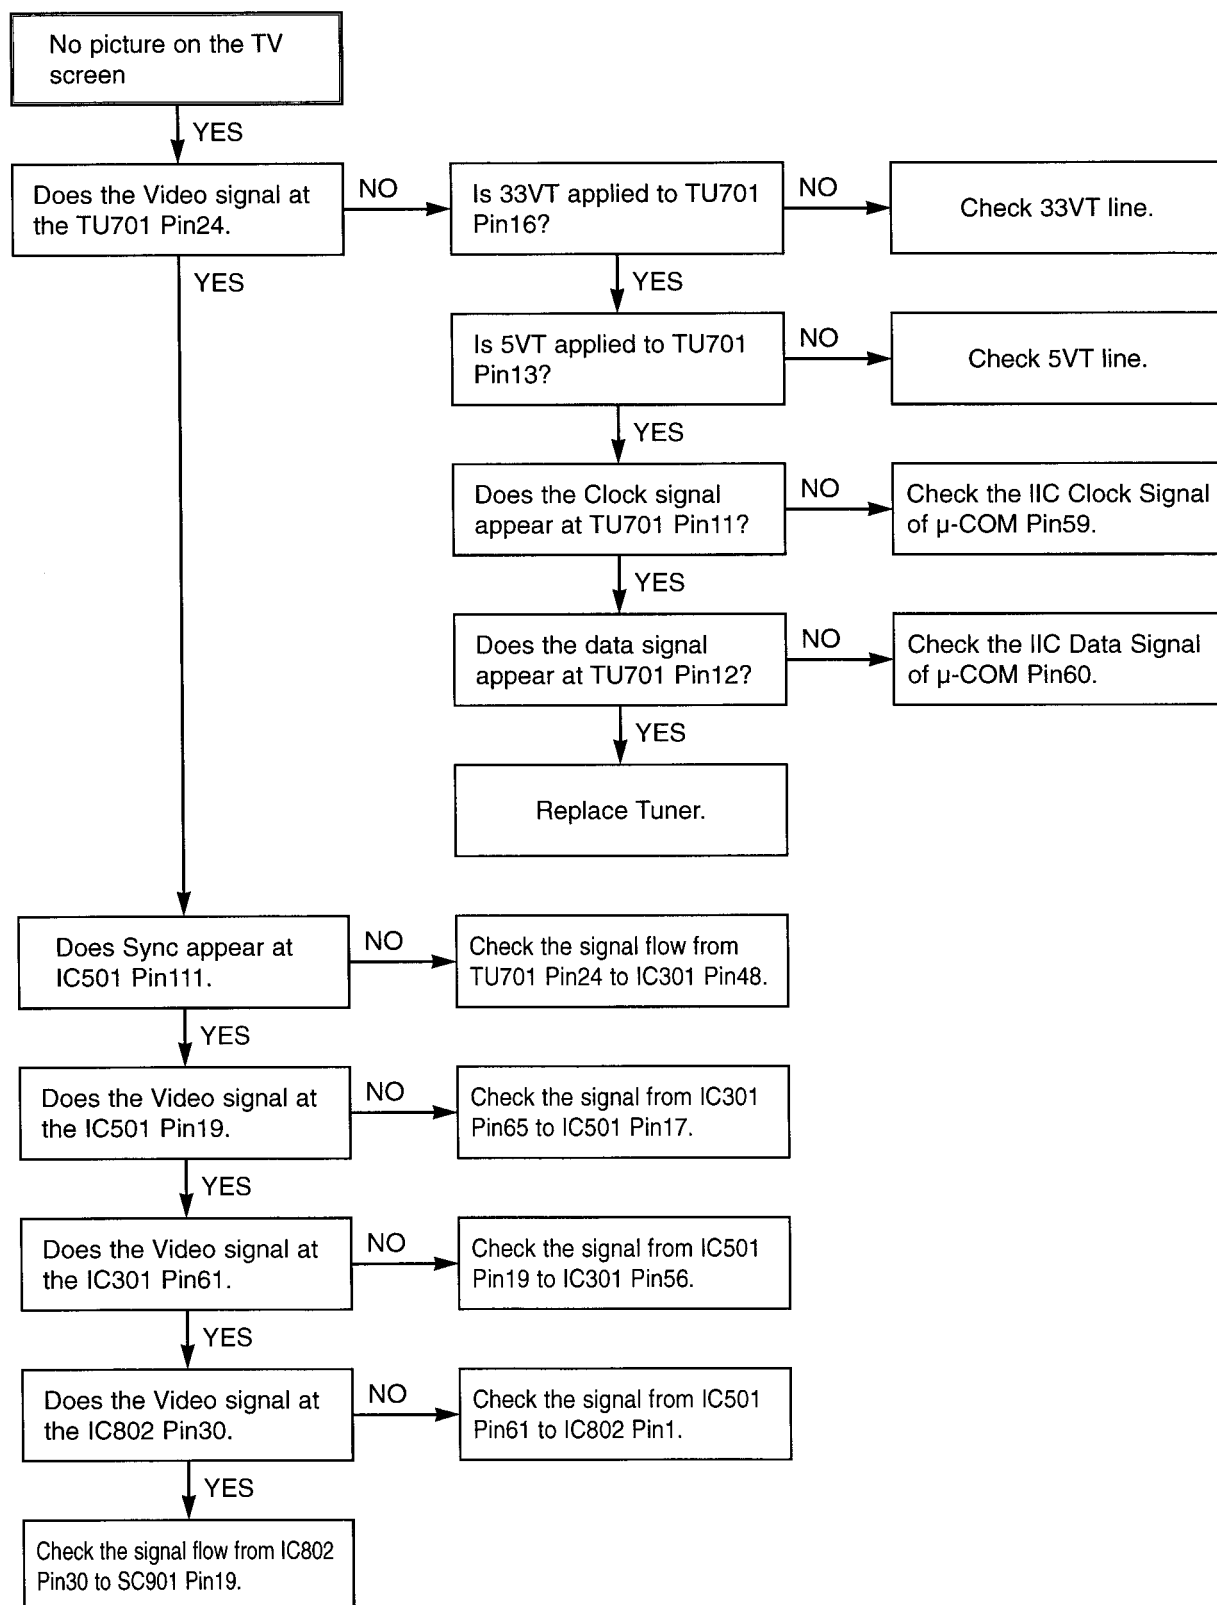 No picture on the TV
screen
YES
Does the Video signal at
the TU701 Pin24.
NO
Is 33VT applied to TU701
Pin16?
NO
Check 33VT line.
YES
YES
Is 5VT applied to TU701
Pin13?
NO
Check 5VT line.
YES
Does the Clock signal
appear at TU701 Pin11?
NO
Check the IIC Clock Signal
of μ-COM Pin59.
YES
Does the data signal
appear at TU701 Pin12?
NO
Check the IIC Data Signal
of μ-COM Pin60.
YES
Replace Tuner.
Does Sync appear at
IC501 Pin111.
NO
Check the signal flow from
TU701 Pin24 to IC301 Pin48.
YES
Does the Video signal at
the IC501 Pin19.
NO
Check the signal from IC301
Pin65 to IC501 Pin17.
YES
Does the Video signal at
the IC301 Pin61.
NO
Check the signal from IC501
Pin19 to IC301 Pin56.
YES
Does the Video signal at
the IC802 Pin30.
NO
Check the signal from IC501
Pin61 to IC802 Pin1.
YES
Check the signal flow from IC802
Pin30 to SC901 Pin19.